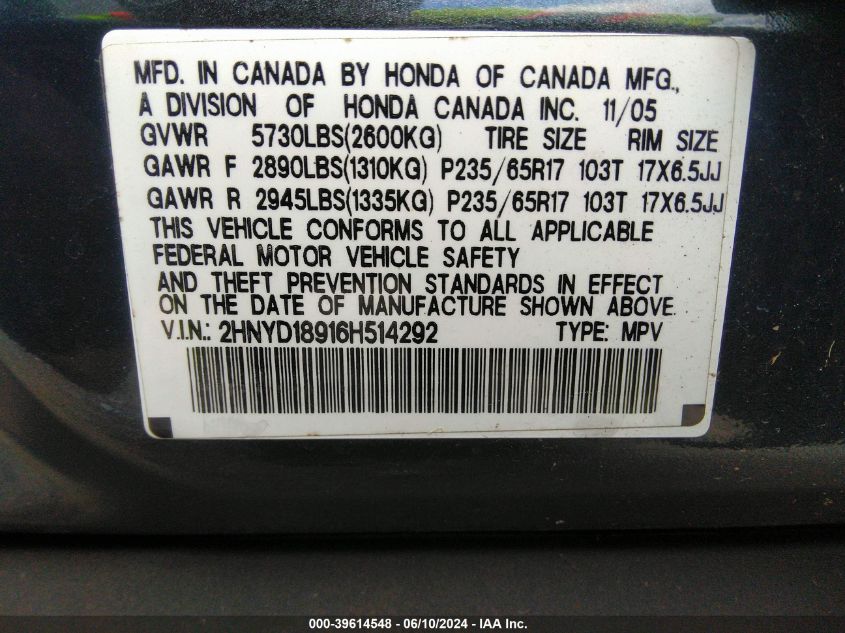 MFD. IN CANADA BY HONDA OF CANADA MFG.,
A DIVISION OF HONDA CANADA INC. 11/05
GVWR 5730LBS(2600KG) TIRE SIZE RIM SIZE
GAWR F 2890LBS(1310KG) P235/65R17 103T 17X6.5JJ
GAWR R 2945LBS(1335KG) P235/65R17 103T 17X6.5JJ
THIS VEHICLE CONFORMS TO ALL APPLICABLE
FEDERAL MOTOR VEHICLE SAFETY
AND THEFT PREVENTION STANDARDS IN EFFECT
ON THE DATE OF MANUFACTURE SHOWN ABOVE.
V.I.N.: 2HNYD18916H514292 TYPE: MPV
000-39614548 - 06/10/2024 - IAA Inc.